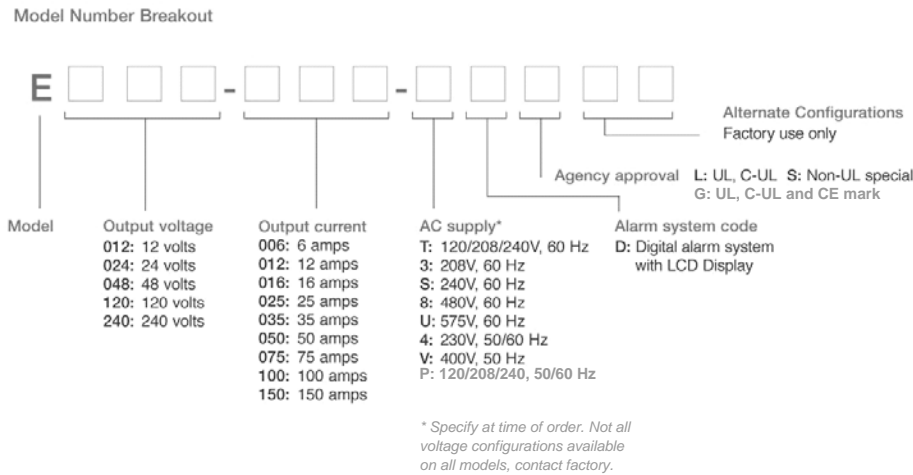 Model Number Breakout
E - -
Alternate Configurations
Factory use only
Agency approval L: UL, C-UL S: Non-UL special
G: UL, C-UL and CE mark
Model
Output voltage
012: 12 volts
024: 24 volts
048: 48 volts
120: 120 volts
240: 240 volts
Output current
006: 6 amps
012: 12 amps
016: 16 amps
025: 25 amps
035: 35 amps
050: 50 amps
075: 75 amps
100: 100 amps
150: 150 amps
AC supply*
T: 120/208/240V, 60 Hz
3: 208V, 60 Hz
S: 240V, 60 Hz
8: 480V, 60 Hz
U: 575V, 60 Hz
4: 230V, 50/60 Hz
V: 400V, 50 Hz
P: 120/208/240, 50/60 Hz
Alarm system code
D: Digital alarm system
with LCD Display
* Specify at time of order. Not all
voltage configurations available
on all models, contact factory.